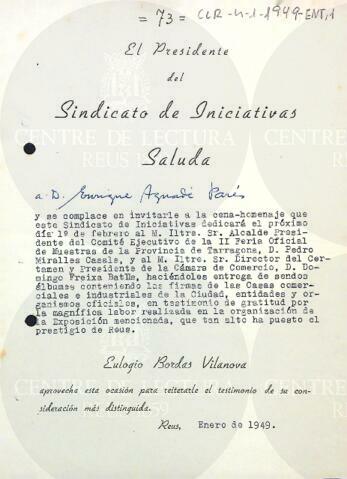 = 73 =
CLR-4-1-1949-ENT,1
El Presidente
del
Sindicato de Iniciativas
CENTRE DE LECTURA
REUS
Saluda
a D. Enrique Aguadé Parés
y se complace en invitarle a la cena-homenaje que
este Sindicato de Iniciativas dedicará el próximo
día 1º de febrero al M. Iltre. Sr. Alcalde Presi-
dente del Comité Ejecutivo de la II Feria Oficial
de Muestras de la Provincia de Tarragona, D. Pedro
Miralles Casals, y al M. Iltre. Sr. Director del Cer-
tamen y Presidente de la Cámara de Comercio, D. Do-
mingo Freixa Batlle, haciéndoles entrega de sendos
álbumes conteniendo las firmas de las Casas comer-
ciales e industriales de la Ciudad, entidades y or-
ganismos oficiales, en testimonio de gratitud por
la magnífica labor realizada en la organización de
la Exposición mencionada, que tan alto ha puesto el
prestigio de Reus,
Eulogio Bordas Vilanova
aprovecha esta ocasión para reiterarle el testimonio de su con-
sideración más distinguida.
Reus, Enero de 1949.